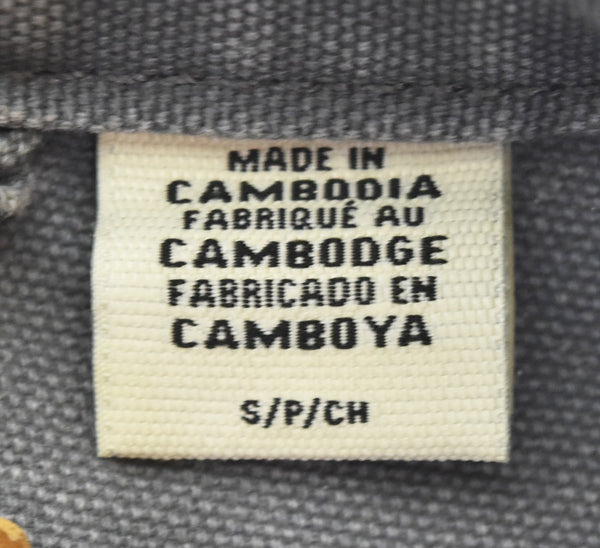 MADE IN
CAMBODIA
FABRIQUÉ AU
CAMBODGE
FABRICADO EN
CAMBOYA
S/P/CH